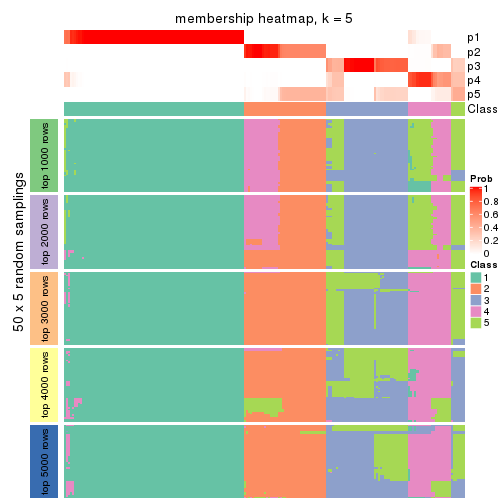 membership heatmap, k = 5
p1
p2
p3
p4
p5
Class
50 x 5 random samplings
top 1000 rows
top 2000 rows
top 3000 rows
top 4000 rows
top 5000 rows
Prob
1
0.8
0.6
0.4
0.2
0
Class
1
2
3
4
5